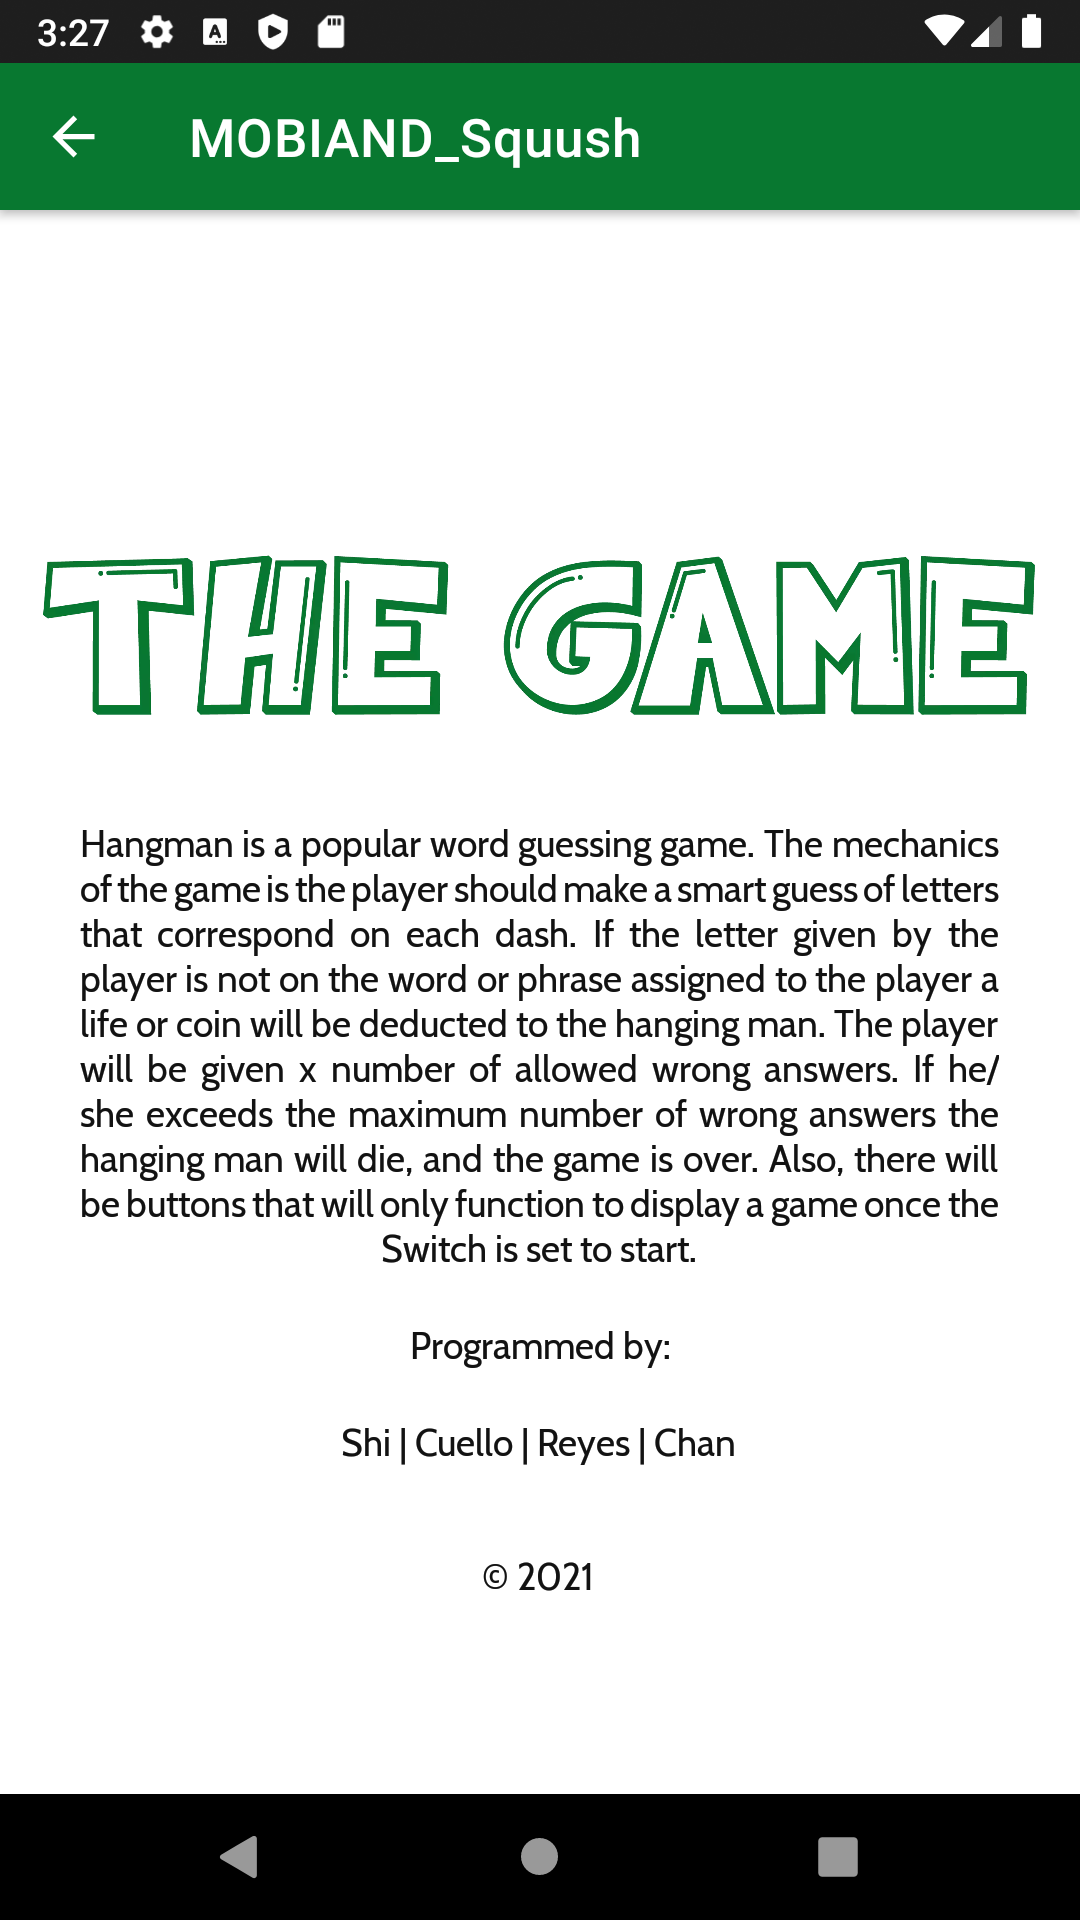 3:27
MOBIAND_Squush
THE GAME
Hangman is a popular word guessing game. The mechanics
of the game is the player should make a smart guess of letters
that correspond on each dash. If the letter given by the
player is not on the word or phrase assigned to the player a
life or coin will be deducted to the hanging man. The player
will be given x number of allowed wrong answers. If he/
she exceeds the maximum number of wrong answers the
hanging man will die, and the game is over. Also, there will
be buttons that will only function to display a game once the
Switch is set to start.
Programmed by:
Shi | Cuello | Reyes | Chan
© 2021